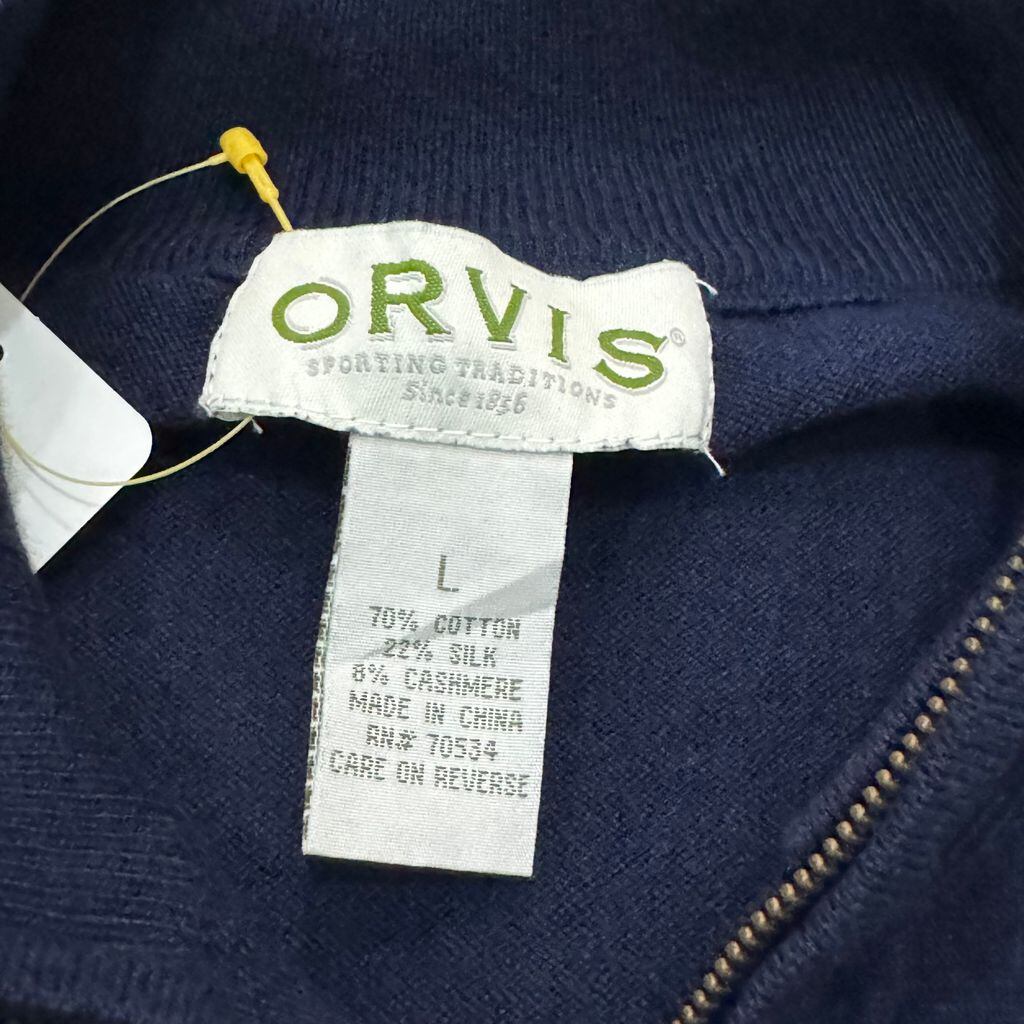 ORVIS®
SPORTING TRADITIONS
Since 1856
L
70% COTTON
22% SILK
8% CASHMERE
MADE IN CHINA
RN# 70534
CARE ON REVERSE